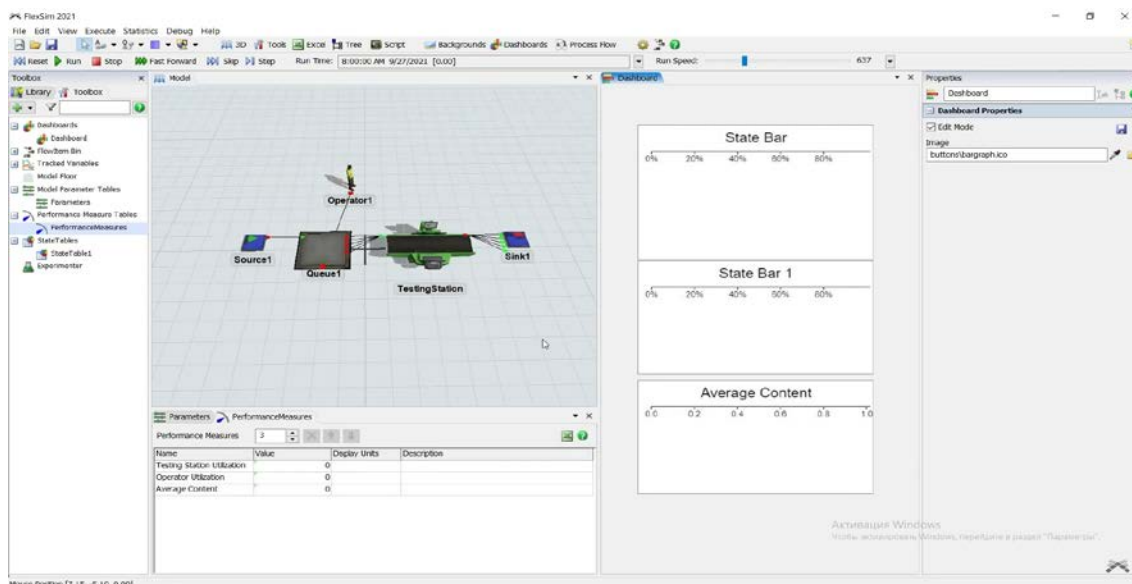 FlexSim 2021
File Edit View Execute Statistics Debug Help
3D Tools Excel Tree Script Backgrounds Dashboards Process Flow
Reset Run Stop Fast Forward Skip Step Run Time: 8:00:00 AM 9/27/2021 [0.00] Run Speed: 637
Toolbox
Library Toolbox
Dashboards
Dashboard
FlowItem Bin
Tracked Variables
Model Floor
Model Parameter Tables
Parameters
Performance Measure Tables
PerformanceMeasures
StateTables
StateTable1
Experimenter
Model
Operator1
Source1
Queue1
Sink1
TestingStation
Parameters PerformanceMeasures
Performance Measures 3
Name Value Display Units Description
Testing Station Utilization 0
Operator Utilization 0
Average Content 0
Dashboard
State Bar
0% 20% 40% 60% 80%
State Bar 1
0% 20% 40% 60% 80%
Average Content
0.0 0.2 0.4 0.6 0.8 1.0
Properties
Dashboard
Dashboard Properties
Edit Mode
Image
buttons\bargraph.ico
Активация Windows
Чтобы активировать Windows, перейдите в раздел "Параметры".